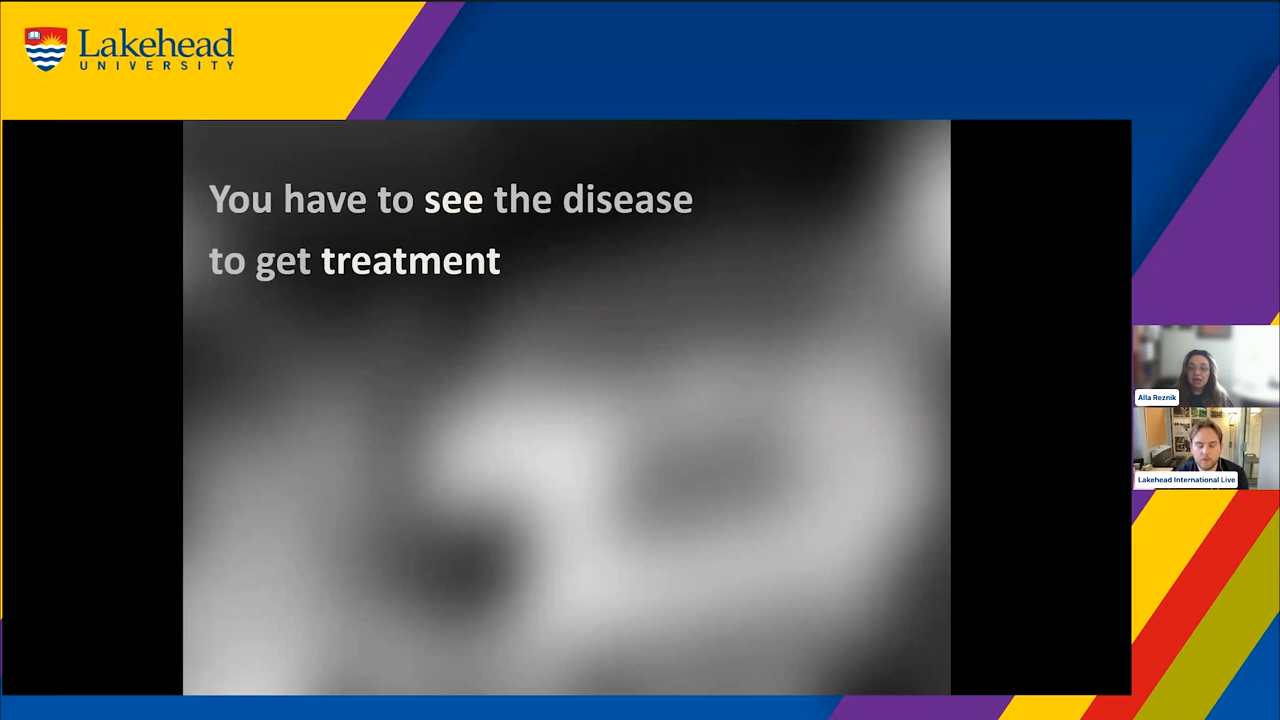 Lakehead
UNIVERSITY
You have to see the disease
to get treatment
Alla Reznik
Lakehead International Live